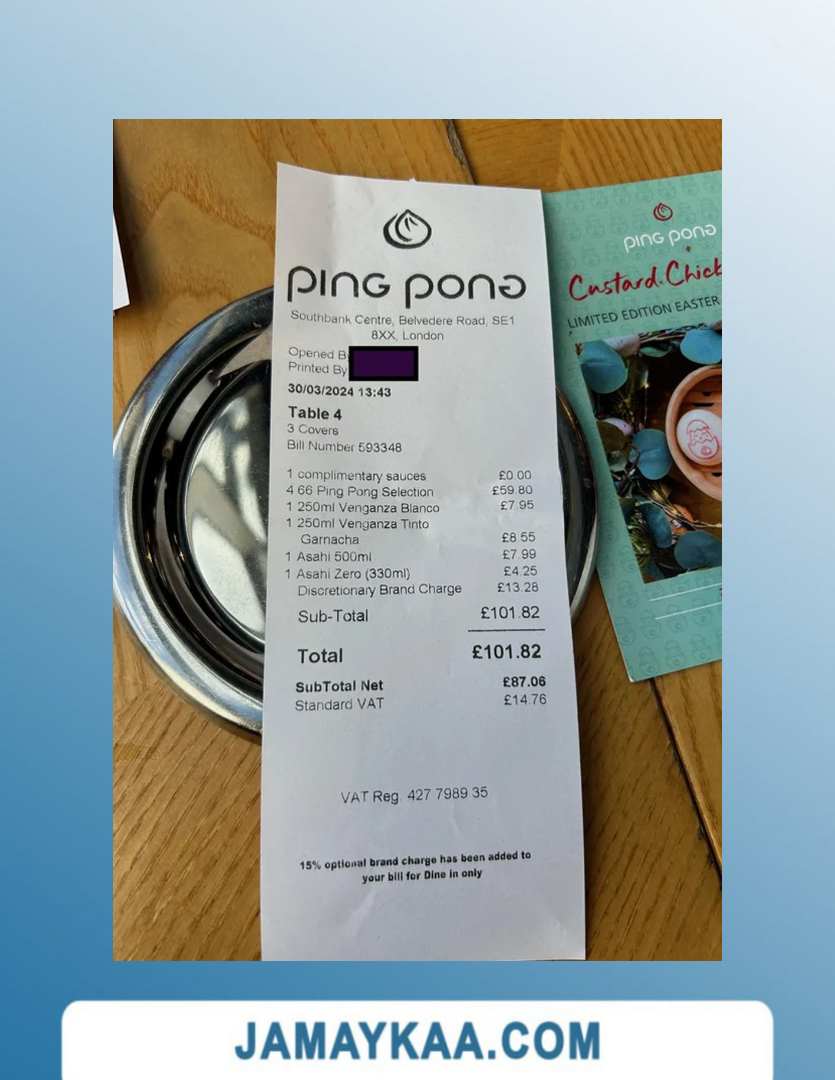 PING PONG
Southbank Centre, Belvedere Road, SE1
8XX, London
Opened B
Printed By
30/03/2024 13:43
Table 4
3 Covers
Bill Number 593348
1 complimentary sauces £0.00
4 66 Ping Pong Selection £59.80
1 250ml Venganza Blanco £7.95
1 250ml Venganza Tinto
Garnacha £8.55
1 Asahi 500ml £7.99
1 Asahi Zero (330ml) £4.25
Discretionary Brand Charge £13.28
Sub-Total £101.82
Total £101.82
SubTotal Net £87.06
Standard VAT £14.76
VAT Reg. 427 7989 35
15% optional brand charge has been added to
your bill for Dine in only
PING PONG
Custard Chick
LIMITED EDITION EASTER
JAMAYKAA.COM